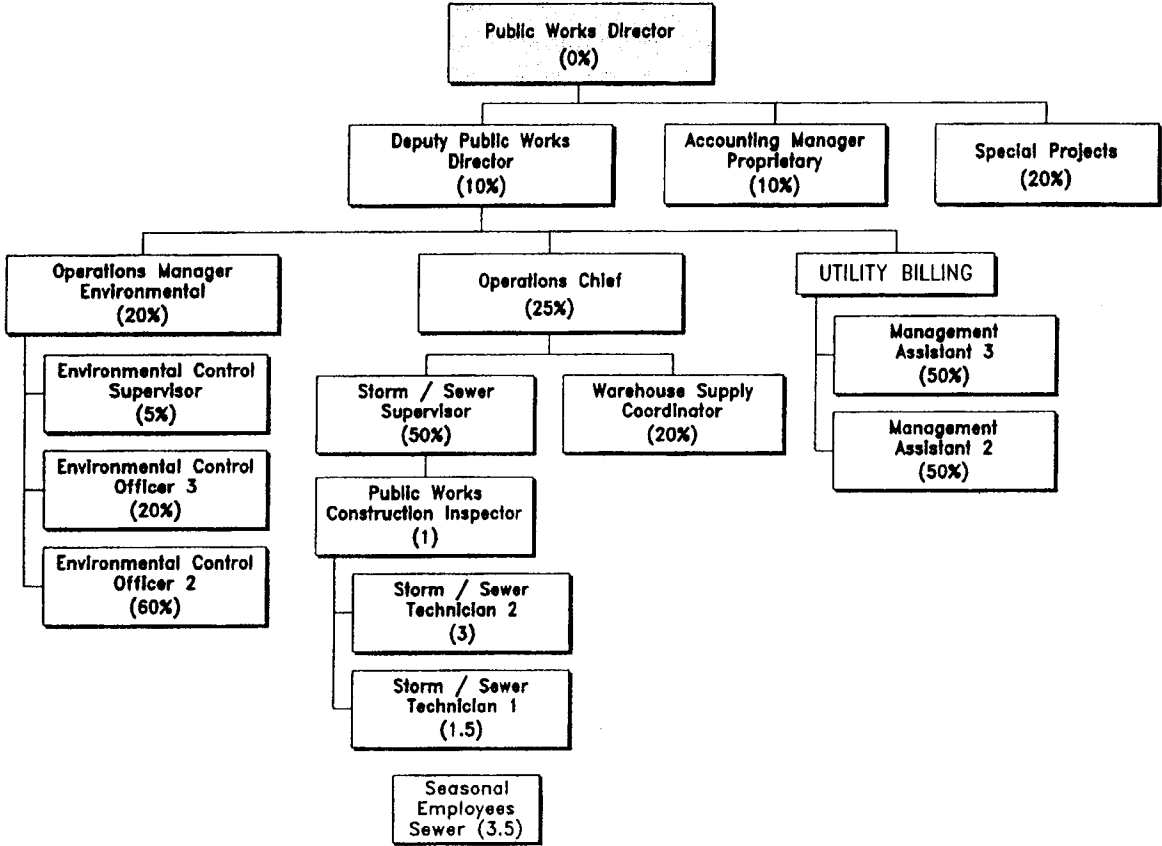 Public Works Director
(0%)
Deputy Public Works
Director
(10%)
Accounting Manager
Proprietary
(10%)
Special Projects
(20%)
Operations Manager
Environmental
(20%)
Operations Chief
(25%)
UTILITY BILLING
Environmental Control
Supervisor
(5%)
Environmental Control
Officer 3
(20%)
Environmental Control
Officer 2
(60%)
Storm / Sewer
Supervisor
(50%)
Warehouse Supply
Coordinator
(20%)
Public Works
Construction Inspector
(1)
Storm / Sewer
Technician 2
(3)
Storm / Sewer
Technician 1
(1.5)
Seasonal
Employees
Sewer (3.5)
Management
Assistant 3
(50%)
Management
Assistant 2
(50%)